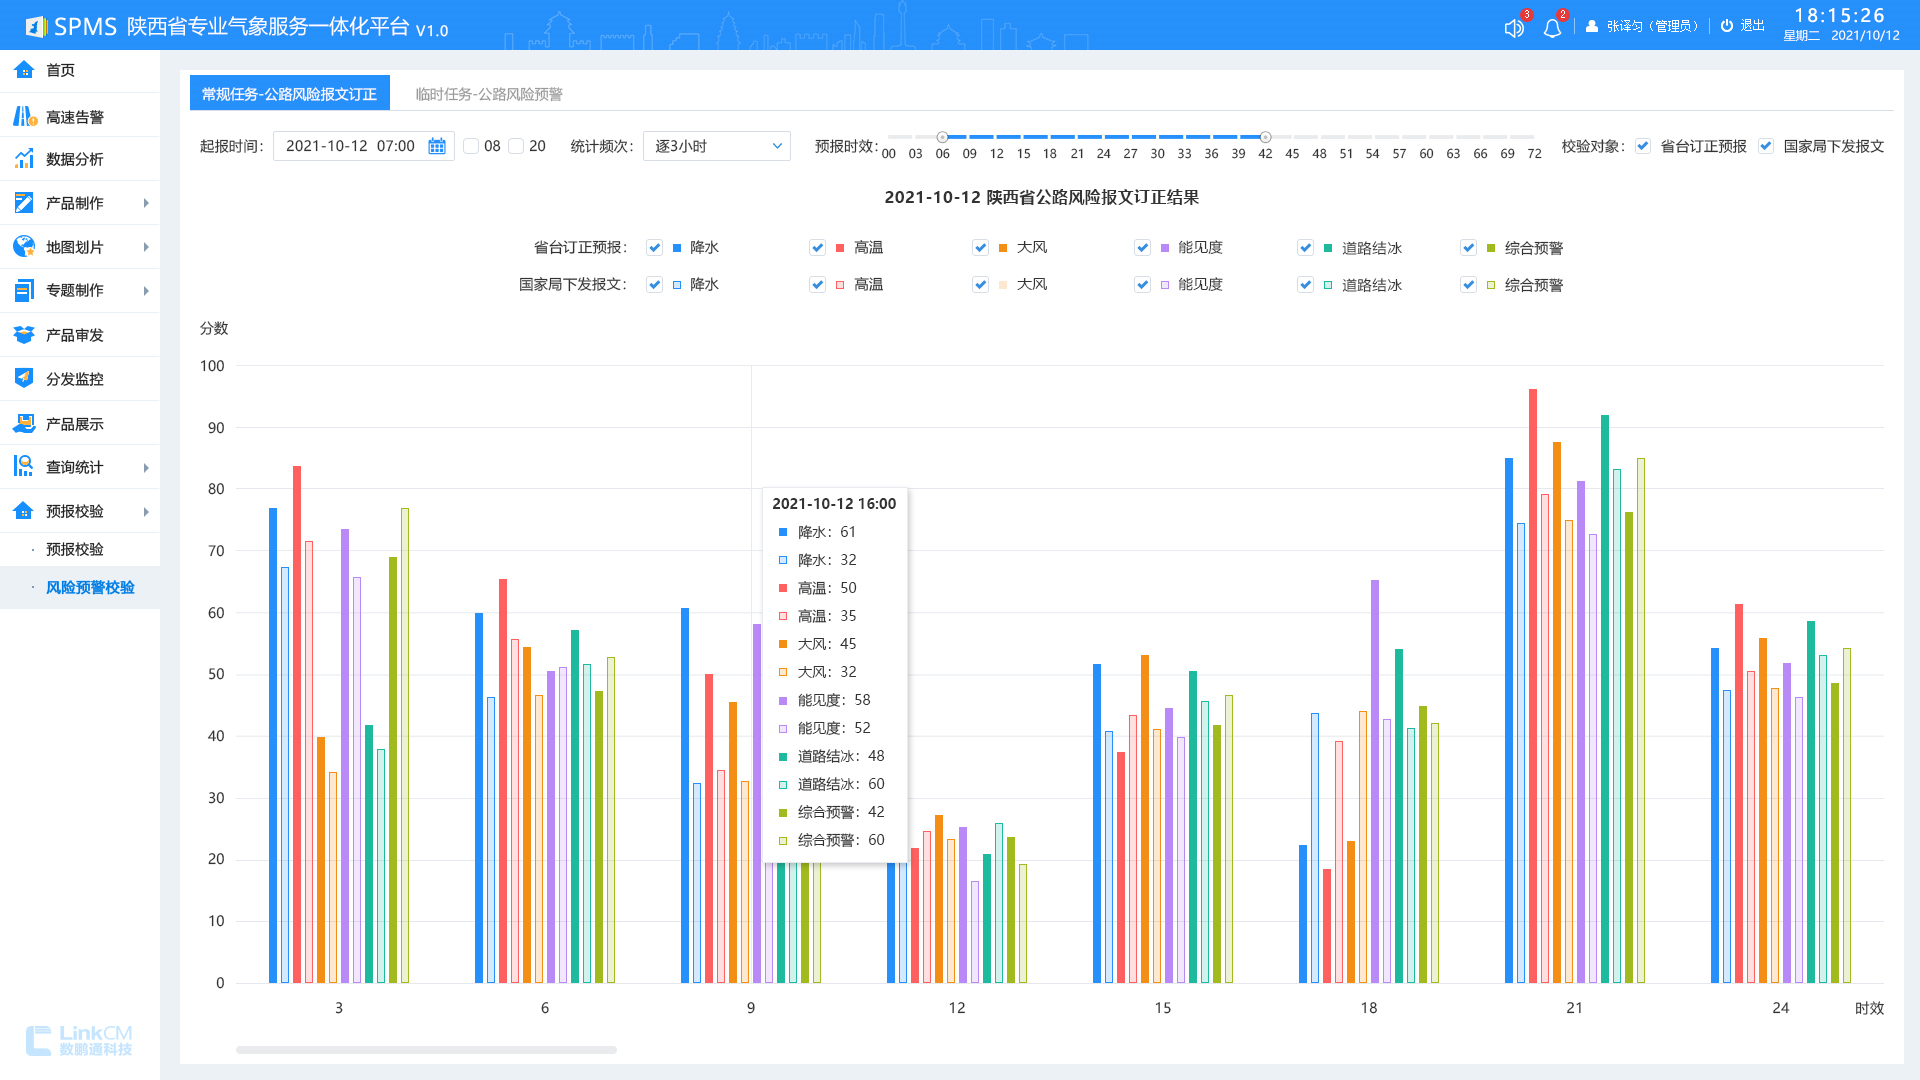 SPMS 陕西省专业气象服务一体化平台 V1.0
3
2
张译匀（管理员）
退出
18:15:26
星期二 2021/10/12
首页
高速告警
数据分析
产品制作
地图划片
专题制作
产品审发
分发监控
产品展示
查询统计
预报校验
· 预报校验
· 风险预警校验
LinkCM
数鹏通科技
常规任务-公路风险报文订正
临时任务-公路风险预警
起报时间： 2021-10-12 07:00 08 20 统计频次： 逐3小时 预报时效：
00 03 06 09 12 15 18 21 24 27 30 33 36 39 42 45 48 51 54 57 60 63 66 69 72
校验对象： 省台订正预报 国家局下发报文
2021-10-12 陕西省公路风险报文订正结果
省台订正预报： 降水 高温 大风 能见度 道路结冰 综合预警
国家局下发报文： 降水 高温 大风 能见度 道路结冰 综合预警
分数
100
90
80
70
60
50
40
30
20
10
0
2021-10-12 16:00
降水：61
降水：32
高温：50
高温：35
大风：45
大风：32
能见度：58
能见度：52
道路结冰：48
道路结冰：60
综合预警：42
综合预警：60
3 6 9 12 15 18 21 24 时效